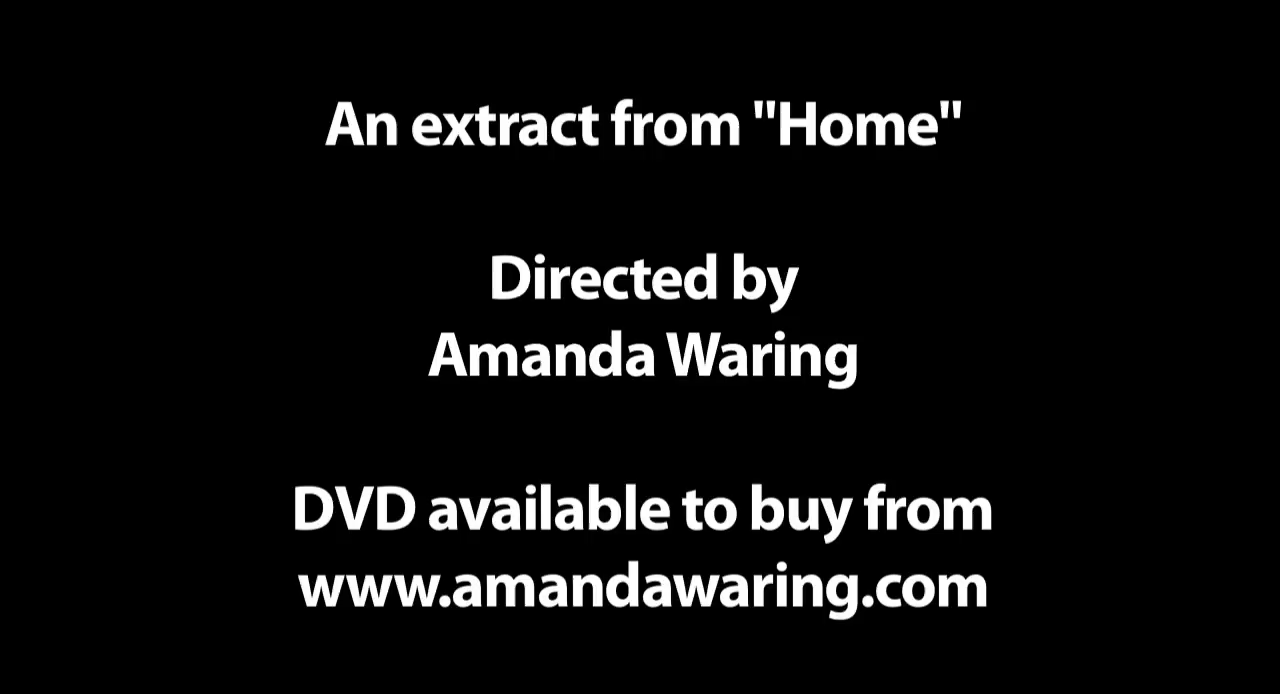 An extract from "Home"
Directed by
Amanda Waring
DVD available to buy from
www.amandawaring.com